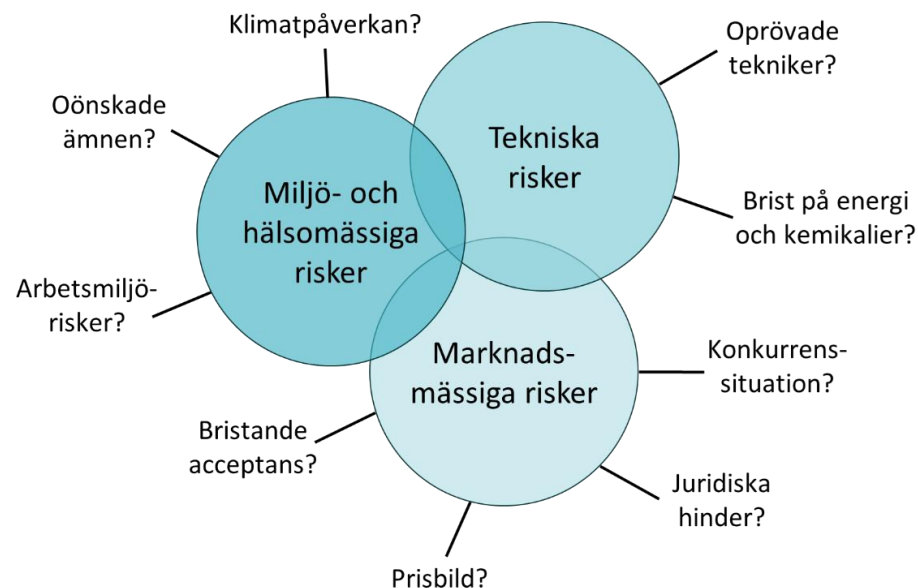 Klimatpåverkan?
Oprövade
tekniker?
Oönskade
ämnen?
Tekniska
risker
Miljö- och
hälsomässiga
risker
Brist på energi
och kemikalier?
Arbetsmiljö-
risker?
Marknads-
mässiga risker
Konkurrens-
situation?
Bristande
acceptans?
Juridiska
hinder?
Prisbild?